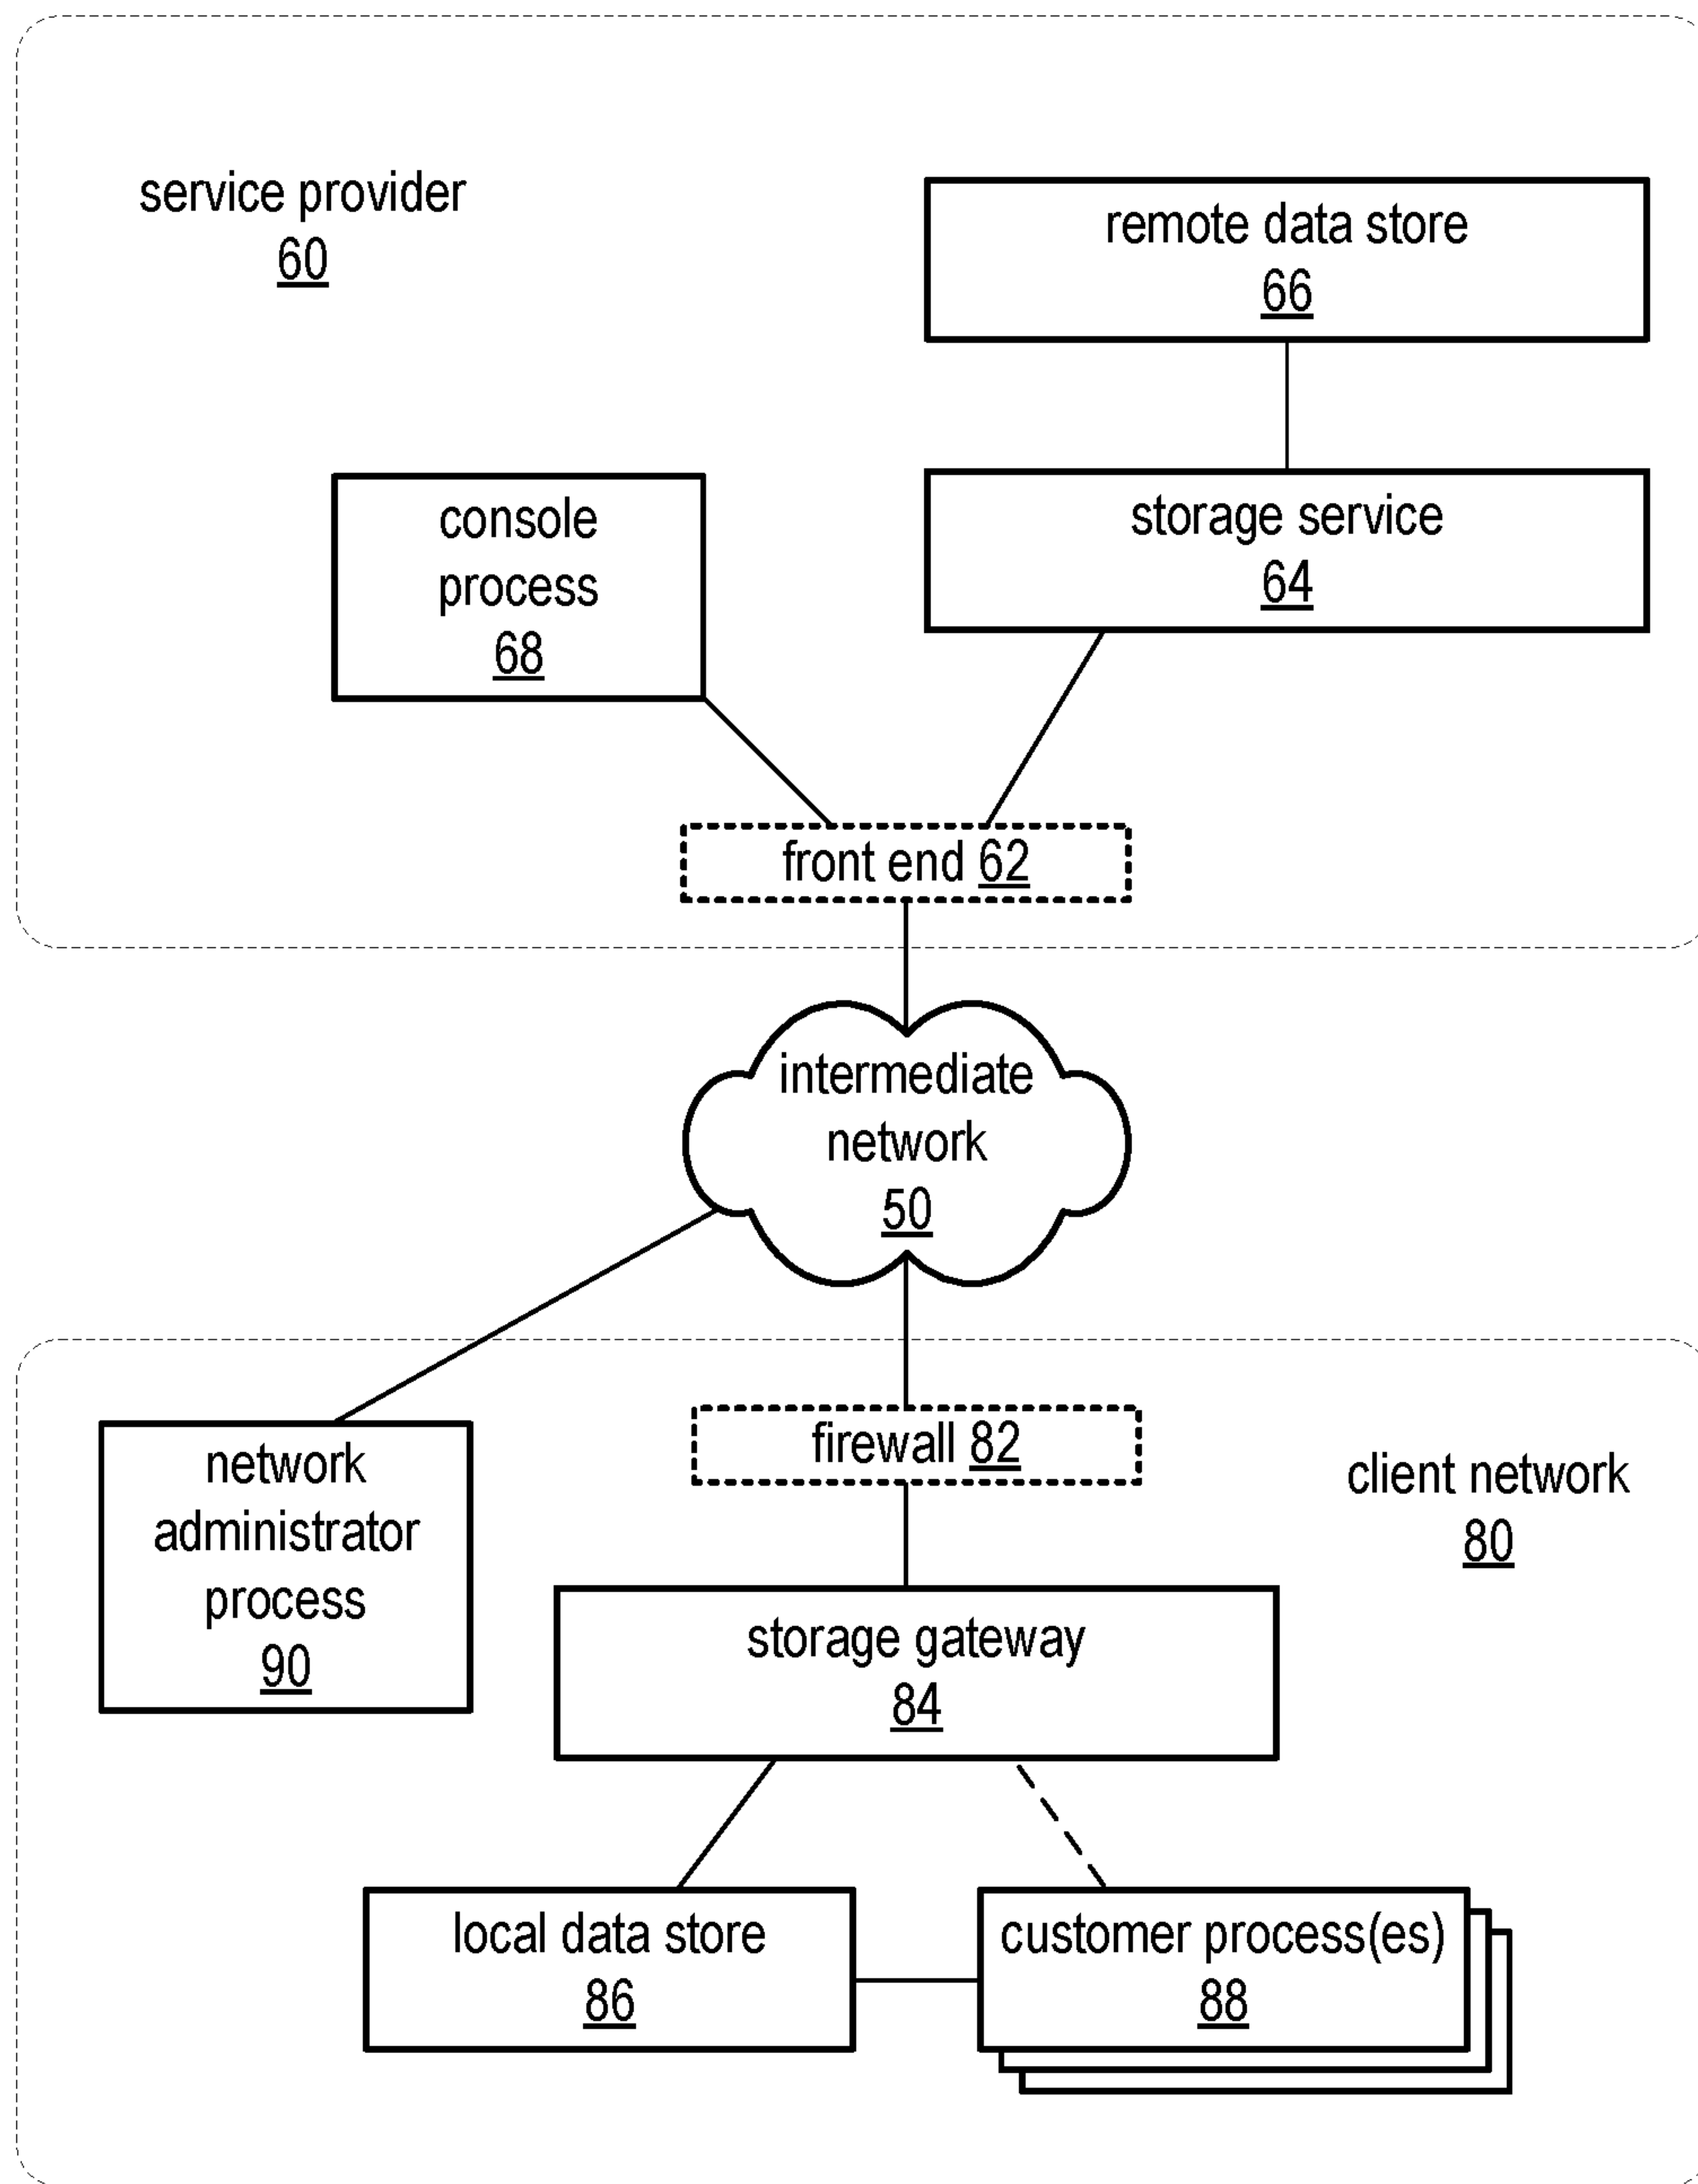 service provider
60
remote data store
66
console
process
68
storage service
64
front end 62
intermediate
network
50
firewall 82
client network
80
network
administrator
process
90
storage gateway
84
local data store
86
customer process(es)
88